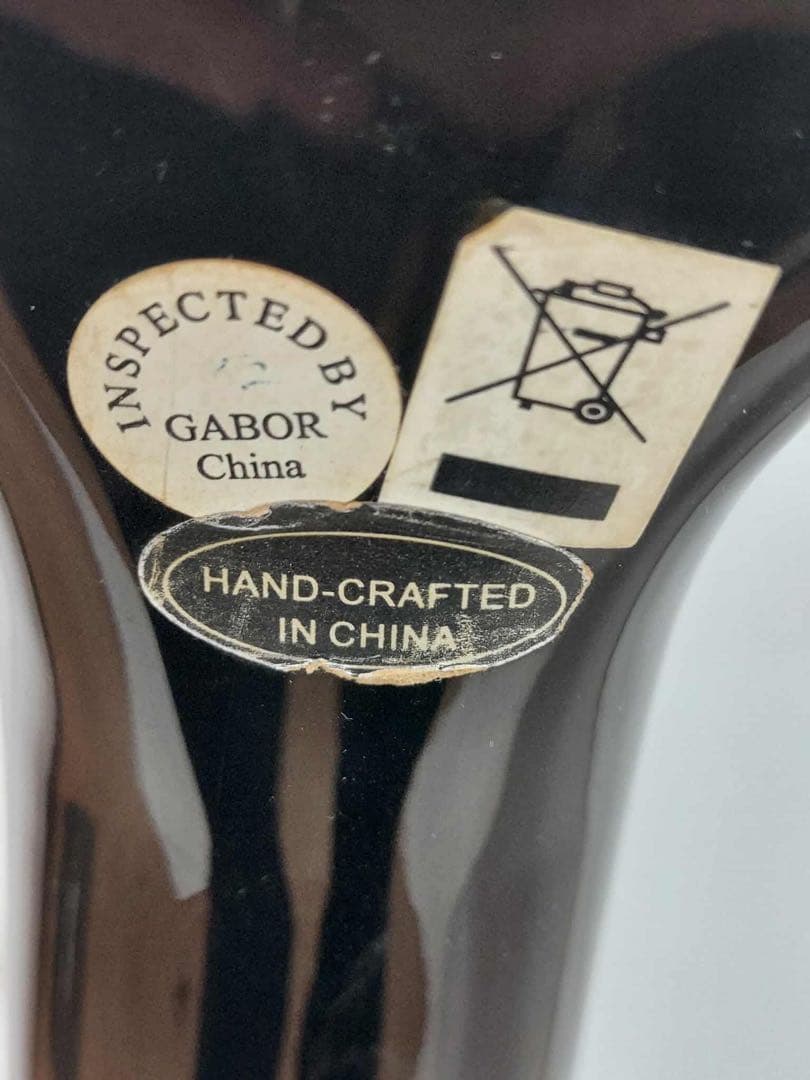 INSPECTED BY
GABOR
China
HAND-CRAFTED
IN CHINA